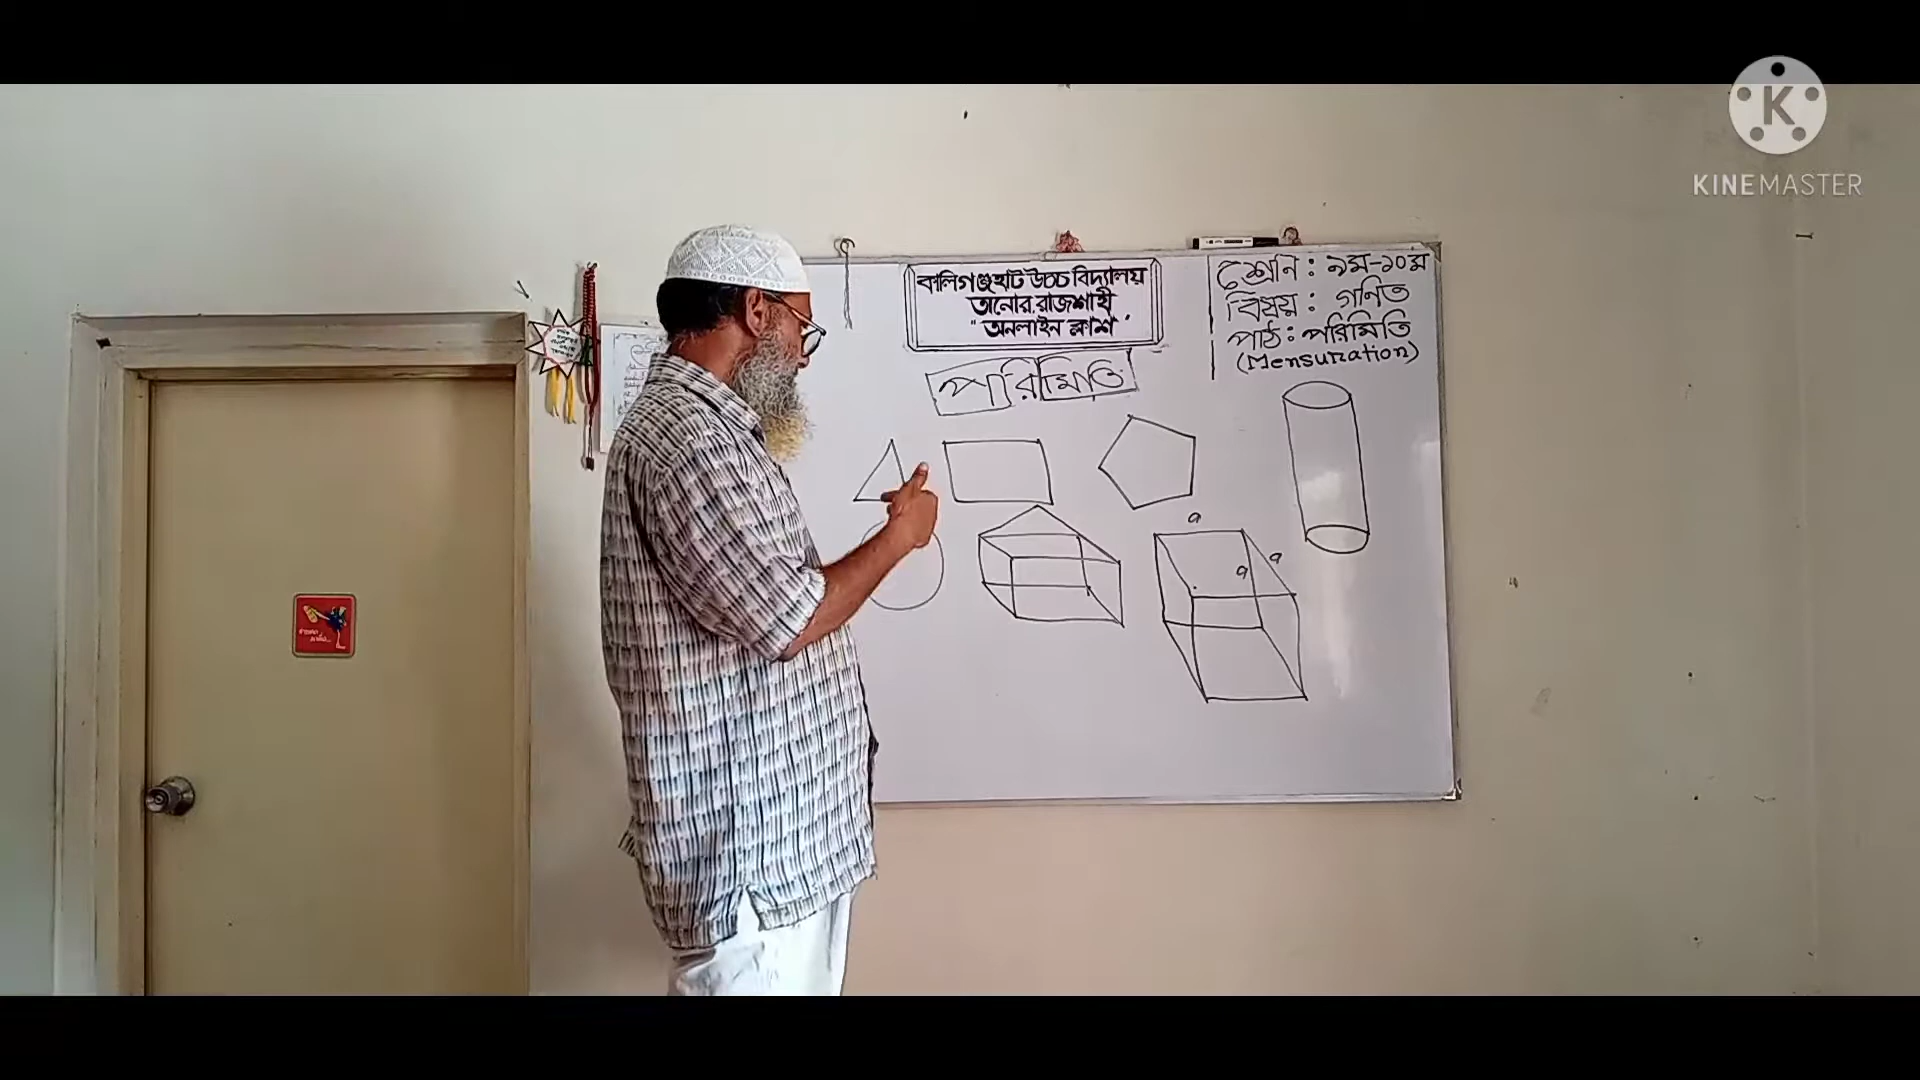 KINEMASTER
বালিগঞ্জহাট উচ্চ বিদ্যালয়
তানোর, রাজশাহী
"অনলাইন ক্লাশ"
শ্রেনি: ৯ম-১০ম
বিষয়: গণিত
পাঠ: পরিমিতি
(Mensuration)
পরিমিতি
a
a
a